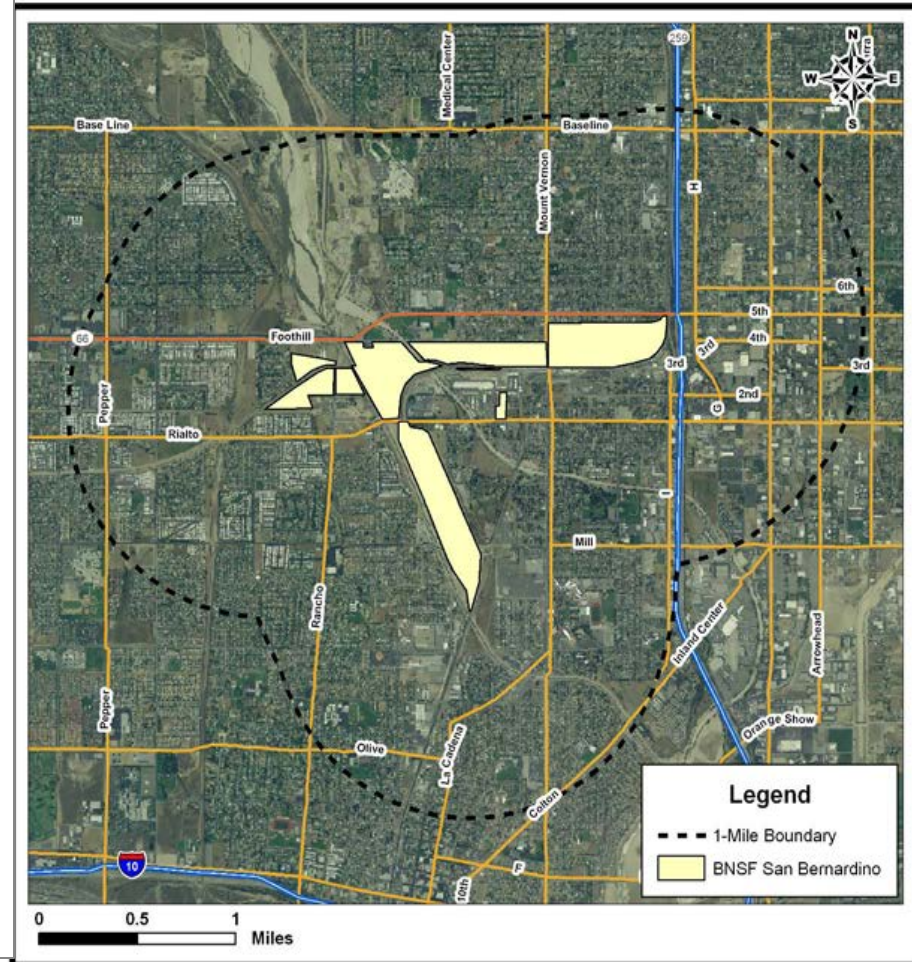 259
N
W E
S
Medical Center
Base Line
Baseline
Mount Vernon
H
6th
5th
66
Foothill
4th
3rd
3rd
3rd
2nd
G
Pepper
Rialto
I
Mill
Rancho
Inland Center
Arrowhead
Pepper
Orange Show
Olive
La Cadena
Colton
10
F
10th
Legend
1-Mile Boundary
BNSF San Bernardino
0 0.5 1
Miles